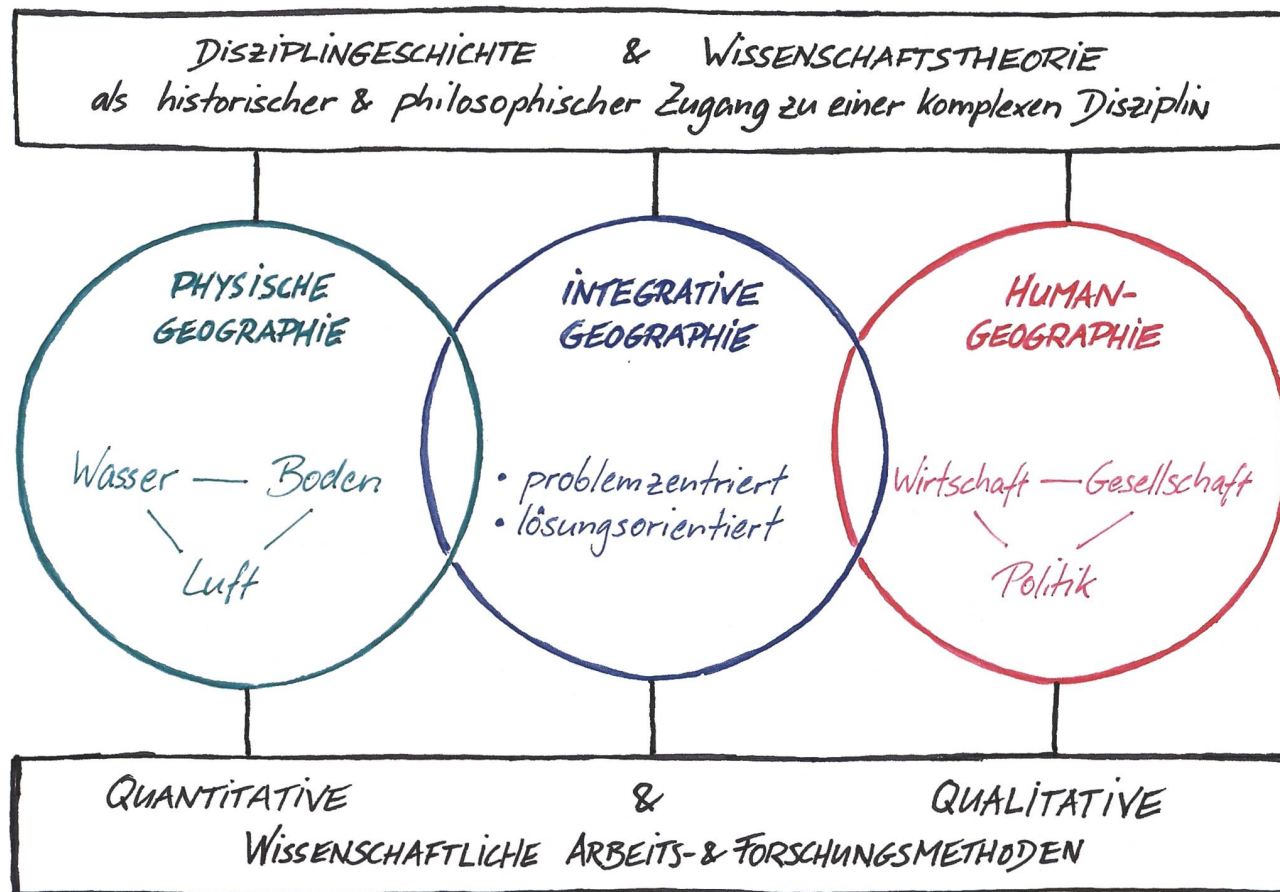 DISZIPLINGESCHICHTE & WISSENSCHAFTSTHEORIE
als historischer & philosophischer Zugang zu einer komplexen Disziplin
PHYSISCHE
GEOGRAPHIE
Wasser — Boden
Luft
INTEGRATIVE
GEOGRAPHIE
• problemzentriert
• lösungsorientiert
HUMAN-
GEOGRAPHIE
Wirtschaft — Gesellschaft
Politik
QUANTITATIVE & QUALITATIVE
WISSENSCHAFTLICHE ARBEITS- & FORSCHUNGSMETHODEN